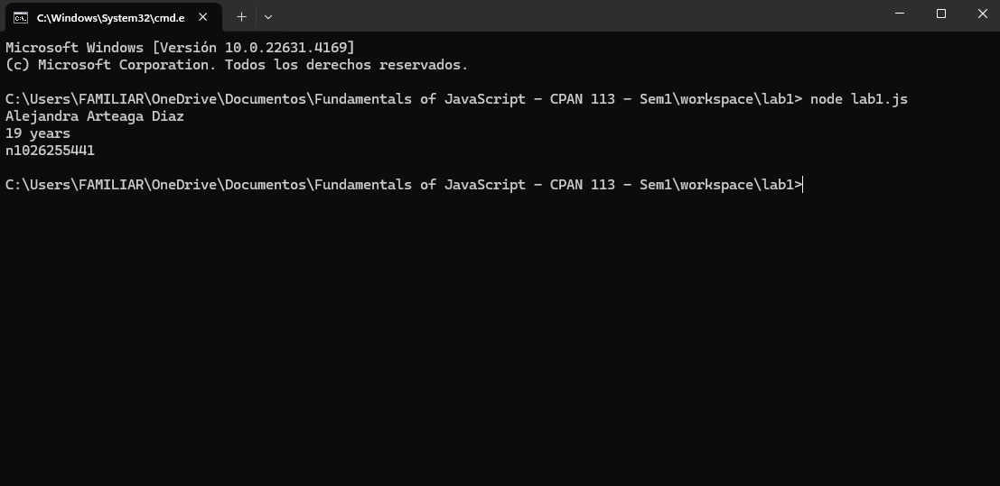 C:\Windows\System32\cmd.e
Microsoft Windows [Versión 10.0.22631.4169]
(c) Microsoft Corporation. Todos los derechos reservados.
C:\Users\FAMILIAR\OneDrive\Documentos\Fundamentals of JavaScript - CPAN 113 - Sem1\workspace\lab1> node lab1.js
Alejandra Arteaga Diaz
19 years
n1026255441
C:\Users\FAMILIAR\OneDrive\Documentos\Fundamentals of JavaScript - CPAN 113 - Sem1\workspace\lab1>